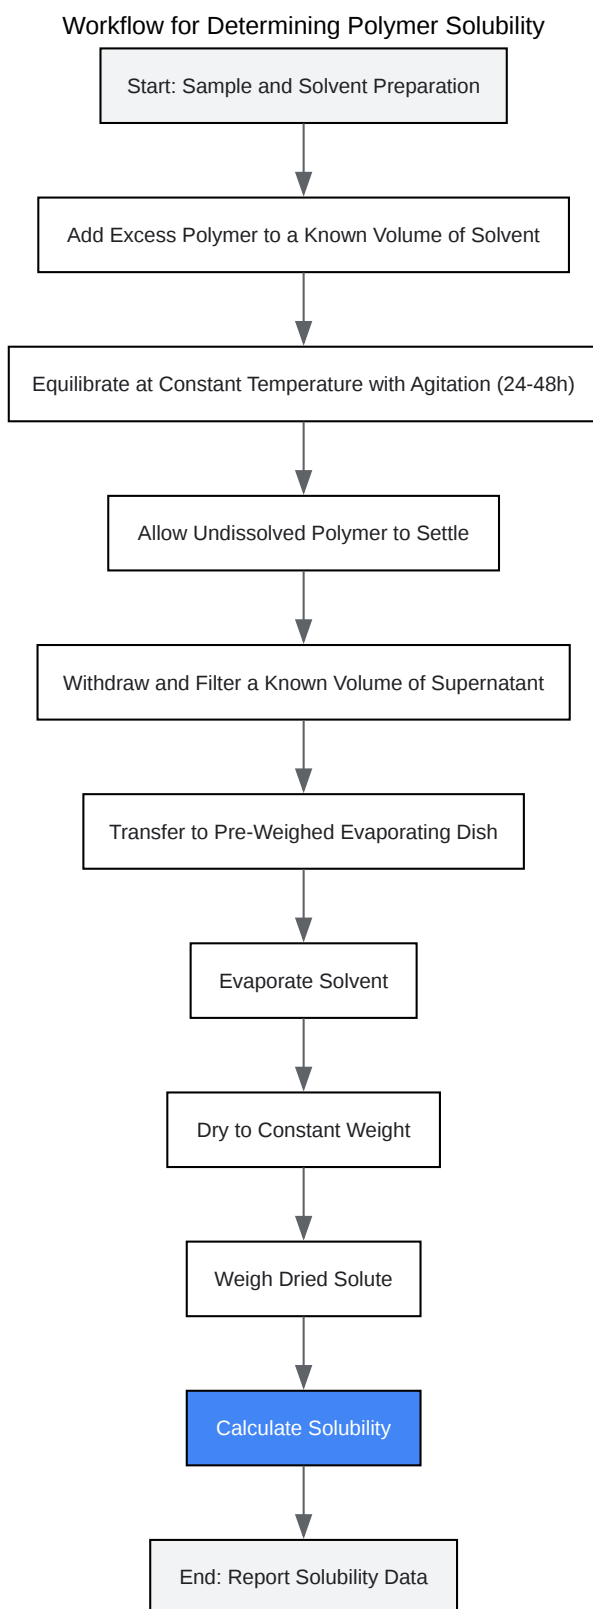 Workflow for Determining Polymer Solubility
Start: Sample and Solvent Preparation
Add Excess Polymer to a Known Volume of Solvent
Equilibrate at Constant Temperature with Agitation (24-48h)
Allow Undissolved Polymer to Settle
Withdraw and Filter a Known Volume of Supernatant
Transfer to Pre-Weighed Evaporating Dish
Evaporate Solvent
Dry to Constant Weight
Weigh Dried Solute
Calculate Solubility
End: Report Solubility Data